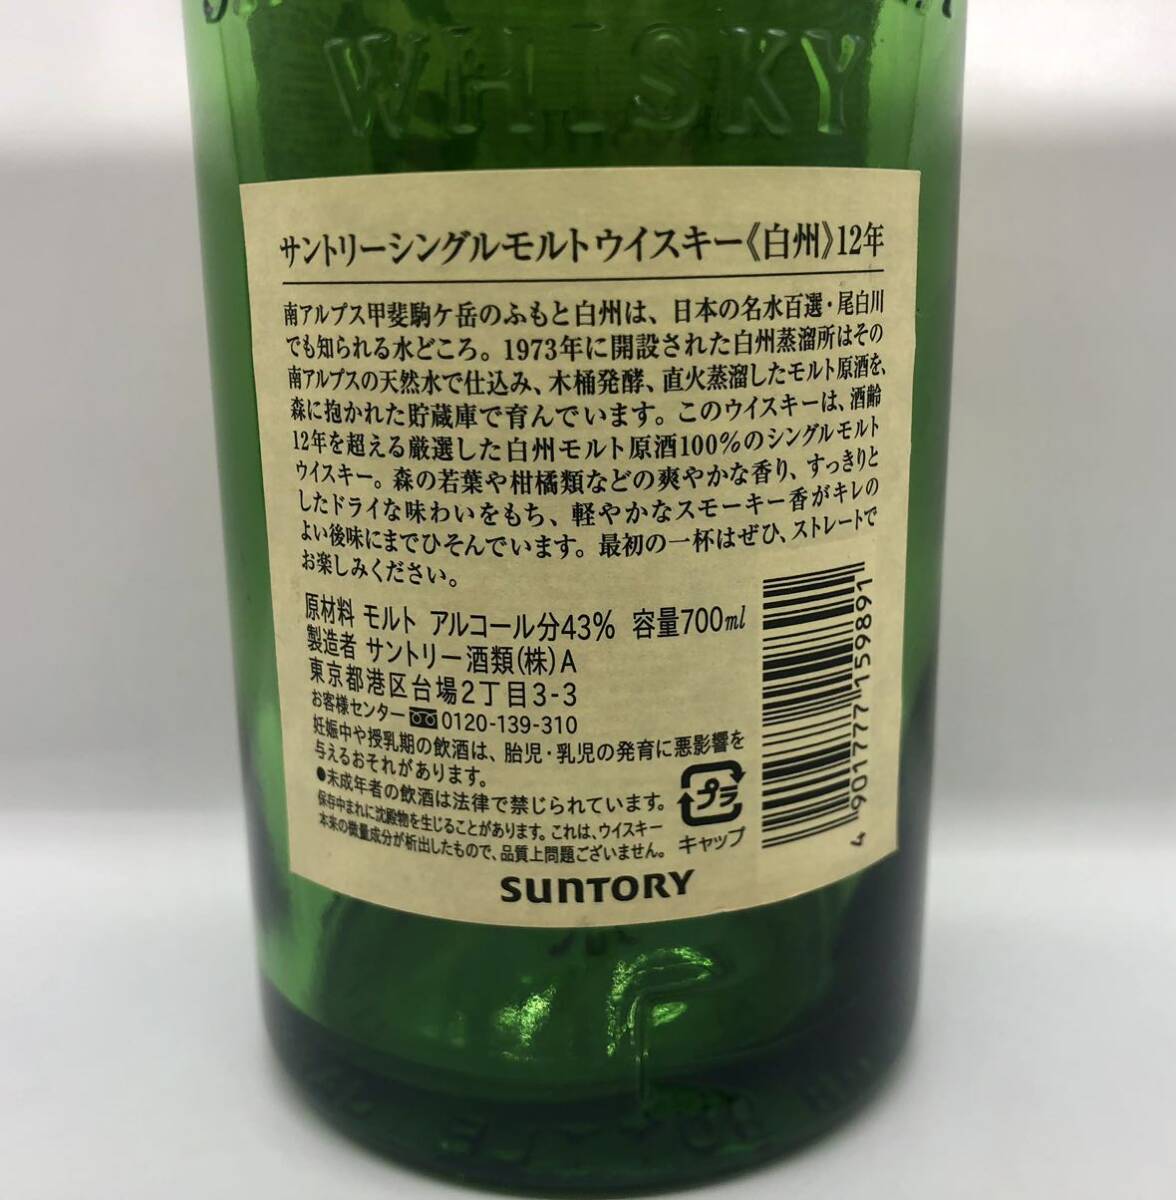 WHISKY
サントリーシングルモルトウイスキー《白州》12年
南アルプス甲斐駒ケ岳のふもと白州は、日本の名水百選・尾白川
でも知られる水どころ。1973年に開設された白州蒸溜所はその
南アルプスの天然水で仕込み、木桶発酵、直火蒸溜したモルト原酒を、
森に抱かれた貯蔵庫で育んでいます。このウイスキーは、酒齢
12年を超える厳選した白州モルト原酒100%のシングルモルト
ウイスキー。森の若葉や柑橘類などの爽やかな香り、すっきりと
したドライな味わいをもち、軽やかなスモーキー香がキレの
よい後味にまでひそんでいます。最初の一杯はぜひ、ストレートで
お楽しみください。
原材料 モルト アルコール分43% 容量700ml
製造者 サントリー酒類(株)A
東京都港区台場2丁目3-3
お客様センター 0120-139-310
妊娠中や授乳期の飲酒は、胎児・乳児の発育に悪影響を
与えるおそれがあります。
●未成年者の飲酒は法律で禁じられています。
保存中まれに沈殿物を生じることがあります。これは、ウイスキー
本来の微量成分が析出したもので、品質上問題ございません。
プラ
キャップ
4 901777 159891
SUNTORY